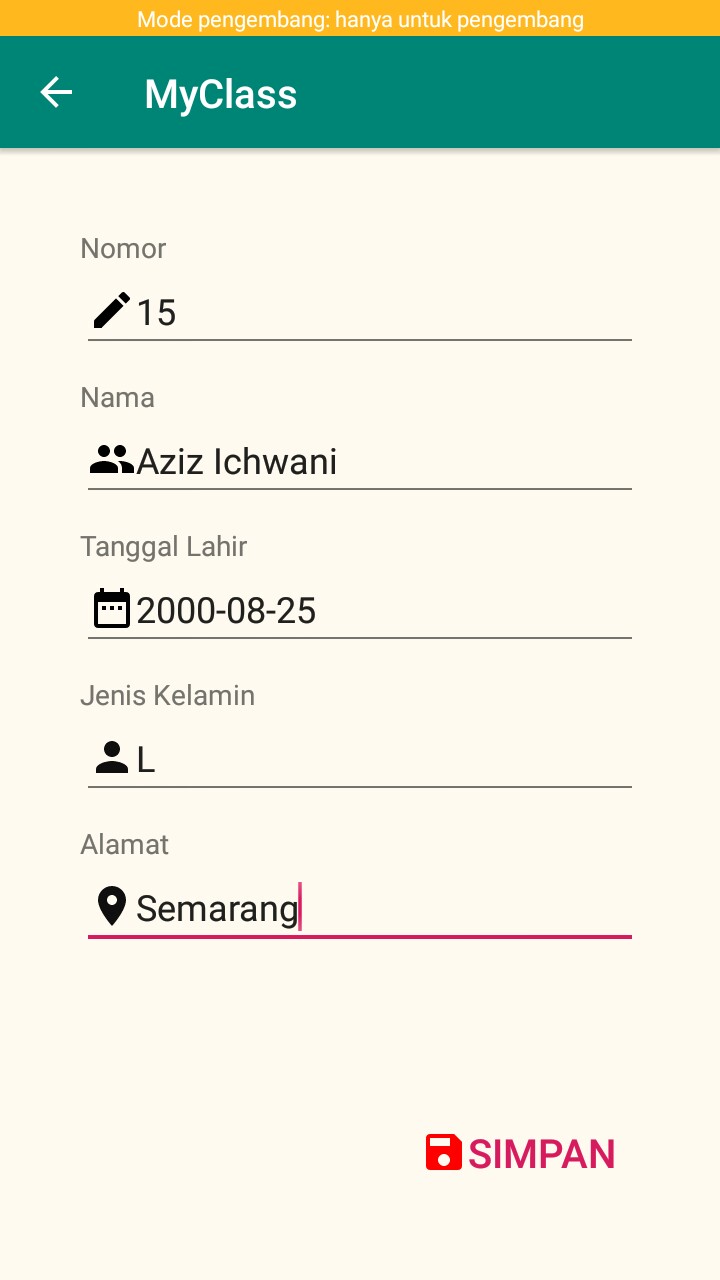 Mode pengembang: hanya untuk pengembang
MyClass
Nomor
15
Nama
Aziz Ichwani
Tanggal Lahir
2000-08-25
Jenis Kelamin
L
Alamat
Semarang
SIMPAN